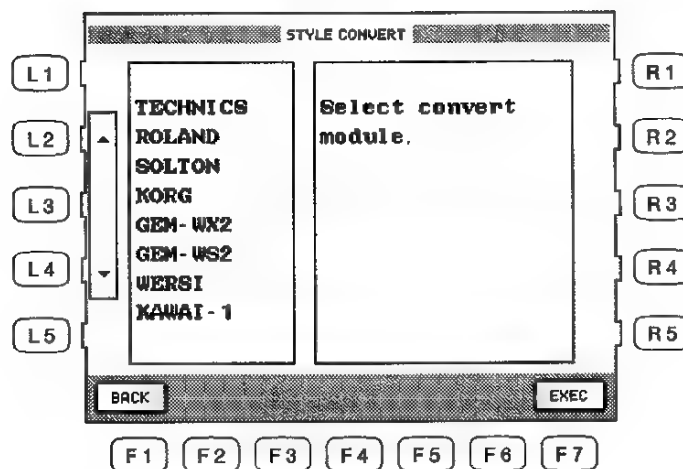 STYLE CONVERT
L1
L2
L3
L4
L5
TECHNICS
ROLAND
SOLTON
KORG
GEM-WX2
GEM-WS2
WERSI
KAWAI-1
Select convert
module.
R1
R2
R3
R4
R5
BACK
EXEC
F1 F2 F3 F4 F5 F6 F7